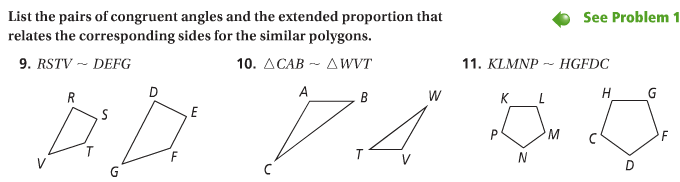 List the pairs of congruent angles and the extended proportion that
relates the corresponding sides for the similar polygons.
See Problem 1
9. RSTV ~ DEFG
10. △CAB ~ △WVT
11. KLMNP ~ HGFDC
R
S
T
V
D
E
F
G
A
B
C
W
T
V
K
L
P
M
N
H
G
C
F
D